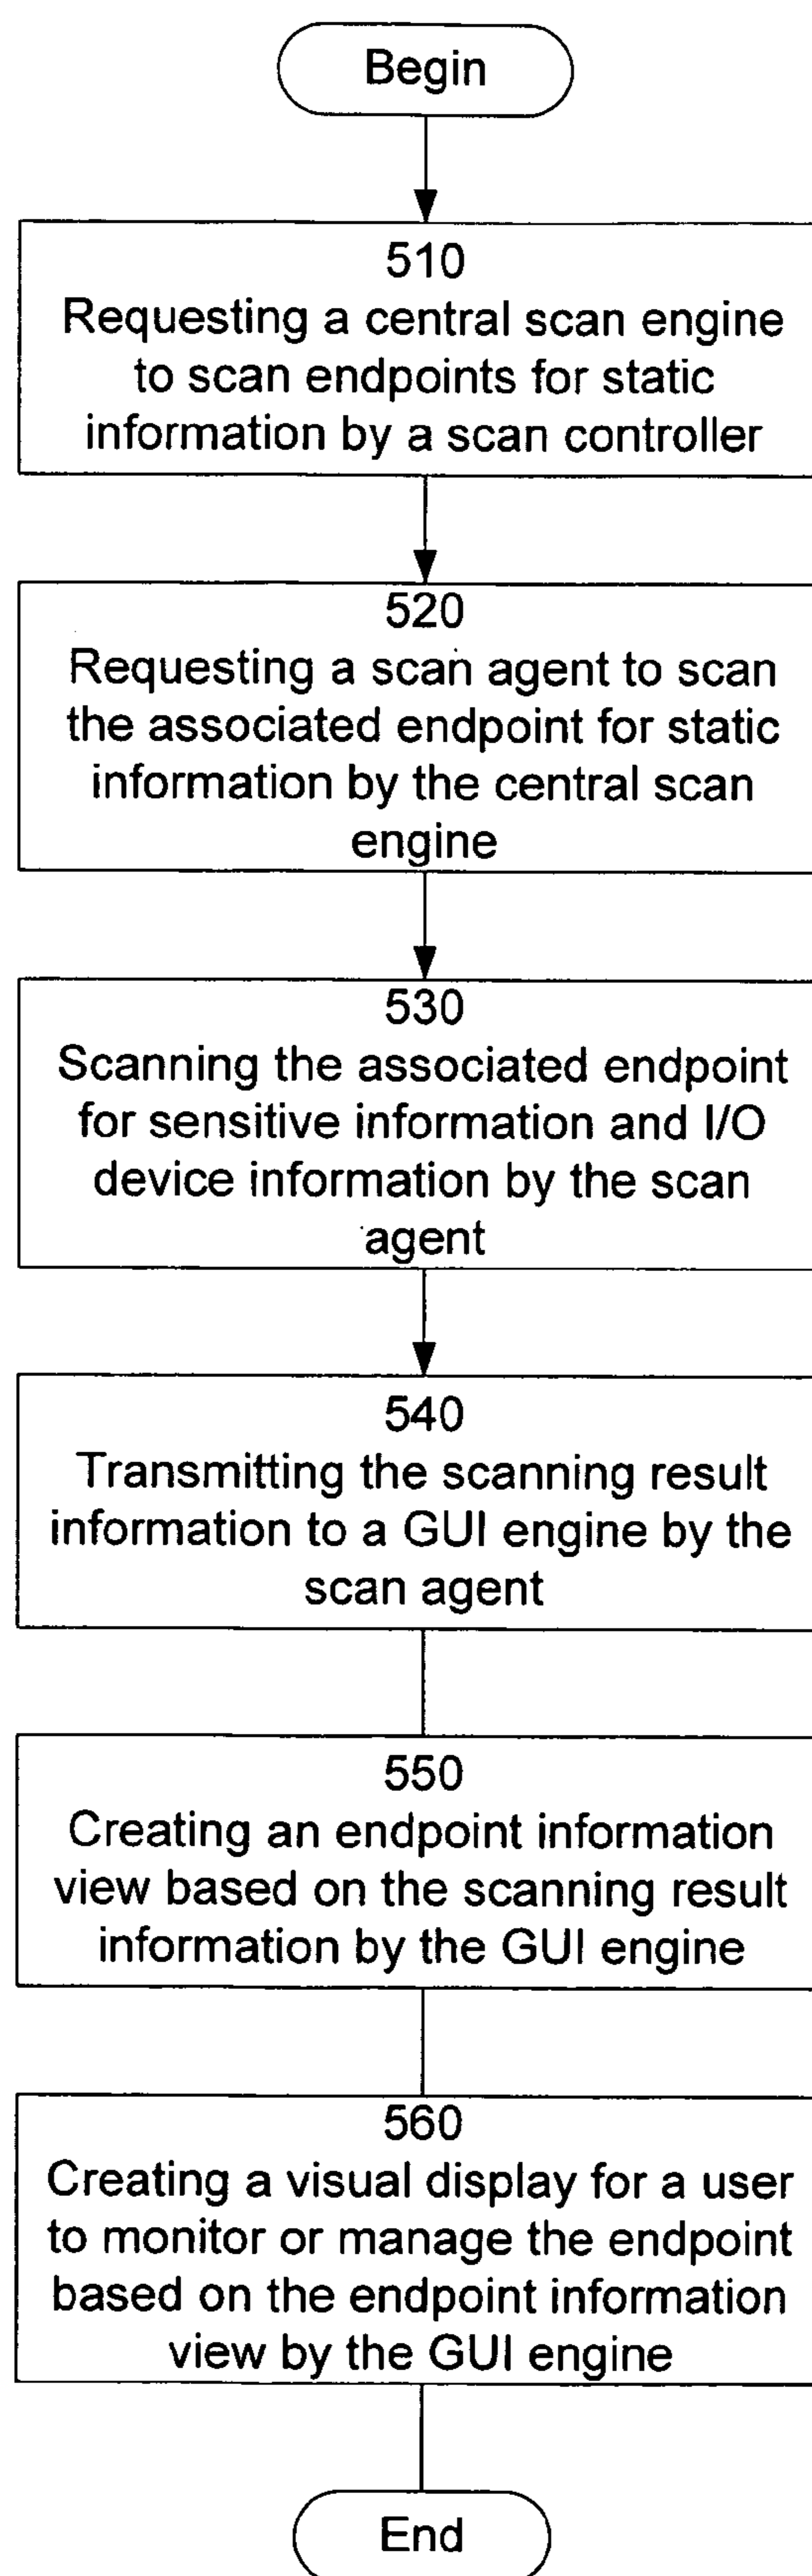 Begin
510
Requesting a central scan engine
to scan endpoints for static
information by a scan controller
520
Requesting a scan agent to scan
the associated endpoint for static
information by the central scan
engine
530
Scanning the associated endpoint
for sensitive information and I/O
device information by the scan
agent
540
Transmitting the scanning result
information to a GUI engine by the
scan agent
550
Creating an endpoint information
view based on the scanning result
information by the GUI engine
560
Creating a visual display for a user
to monitor or manage the endpoint
based on the endpoint information
view by the GUI engine
End